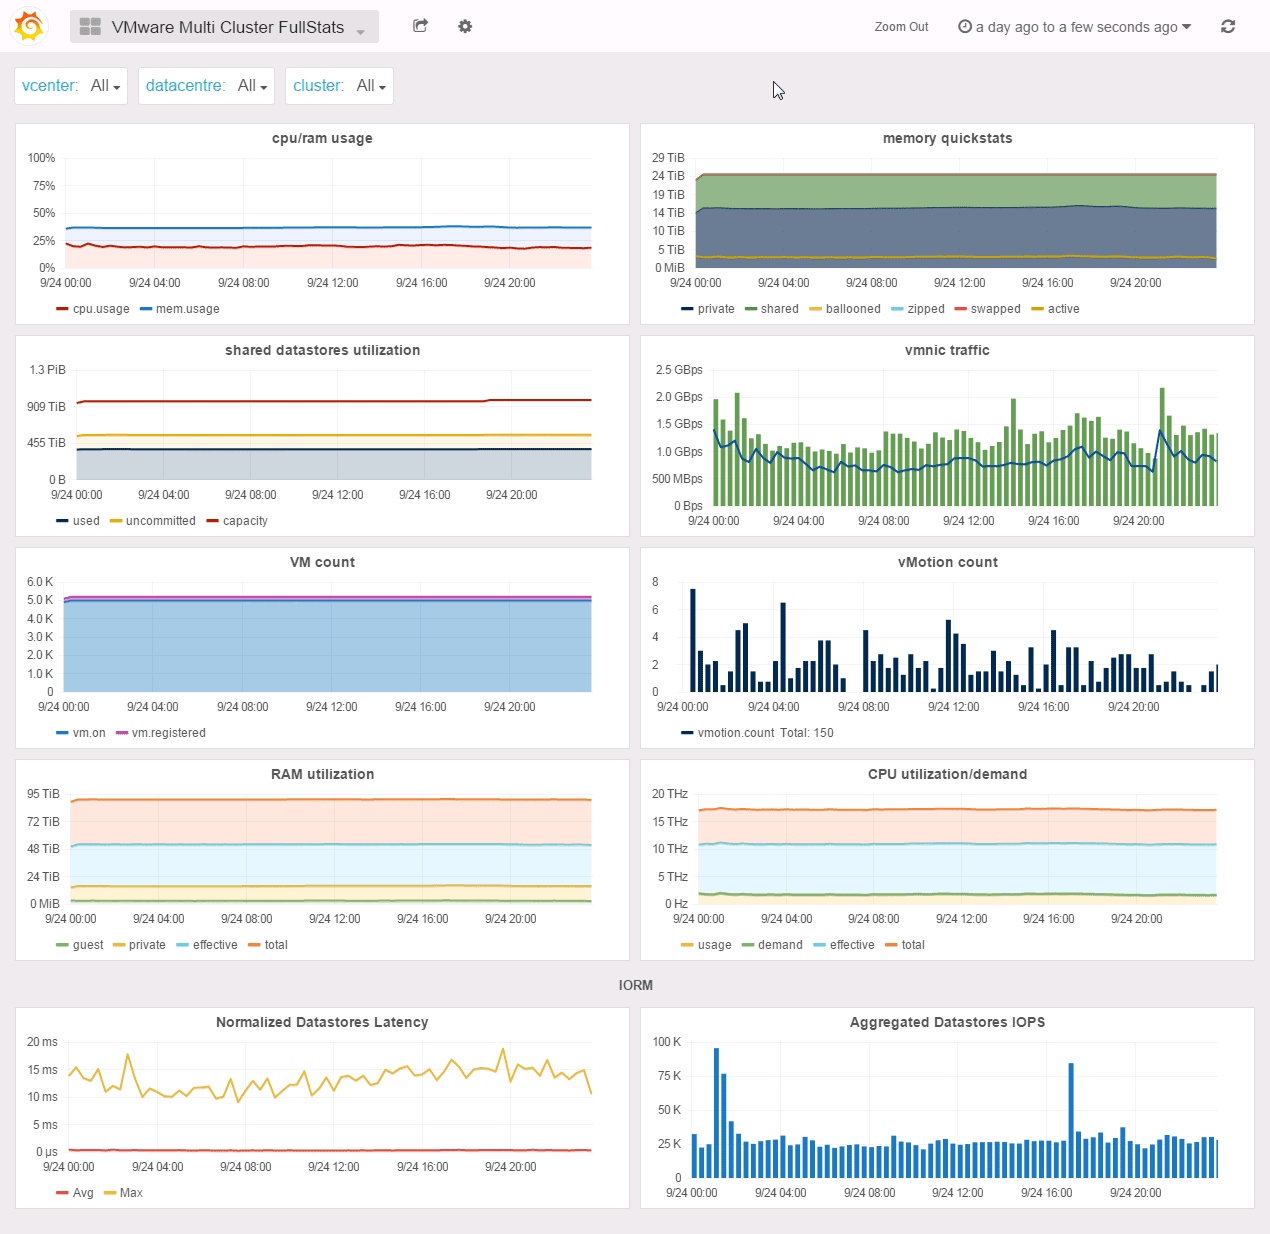 VMware Multi Cluster FullStats
Zoom Out
a day ago to a few seconds ago
vcenter: All
datacentre: All
cluster: All
cpu/ram usage
100%
75%
50%
25%
0%
9/24 00:00 9/24 04:00 9/24 08:00 9/24 12:00 9/24 16:00 9/24 20:00
cpu.usage mem.usage
memory quickstats
29 TiB
24 TiB
19 TiB
14 TiB
10 TiB
5 TiB
0 MiB
9/24 00:00 9/24 04:00 9/24 08:00 9/24 12:00 9/24 16:00 9/24 20:00
private shared ballooned zipped swapped active
shared datastores utilization
1.3 PiB
909 TiB
455 TiB
0 B
9/24 00:00 9/24 04:00 9/24 08:00 9/24 12:00 9/24 16:00 9/24 20:00
used uncommitted capacity
vmnic traffic
2.5 GBps
2.0 GBps
1.5 GBps
1.0 GBps
500 MBps
0 Bps
9/24 00:00 9/24 04:00 9/24 08:00 9/24 12:00 9/24 16:00 9/24 20:00
VM count
6.0 K
5.0 K
4.0 K
3.0 K
2.0 K
1.0 K
0
9/24 00:00 9/24 04:00 9/24 08:00 9/24 12:00 9/24 16:00 9/24 20:00
vm.on vm.registered
vMotion count
8
6
4
2
0
9/24 00:00 9/24 04:00 9/24 08:00 9/24 12:00 9/24 16:00 9/24 20:00
vmotion.count Total: 150
RAM utilization
95 TiB
72 TiB
48 TiB
24 TiB
0 MiB
9/24 00:00 9/24 04:00 9/24 08:00 9/24 12:00 9/24 16:00 9/24 20:00
guest private effective total
CPU utilization/demand
20 THz
15 THz
10 THz
5 THz
0 Hz
9/24 00:00 9/24 04:00 9/24 08:00 9/24 12:00 9/24 16:00 9/24 20:00
usage demand effective total
IORM
Normalized Datastores Latency
20 ms
15 ms
10 ms
5 ms
0 µs
9/24 00:00 9/24 04:00 9/24 08:00 9/24 12:00 9/24 16:00 9/24 20:00
Avg Max
Aggregated Datastores IOPS
100 K
75 K
50 K
25 K
0
9/24 00:00 9/24 04:00 9/24 08:00 9/24 12:00 9/24 16:00 9/24 20:00